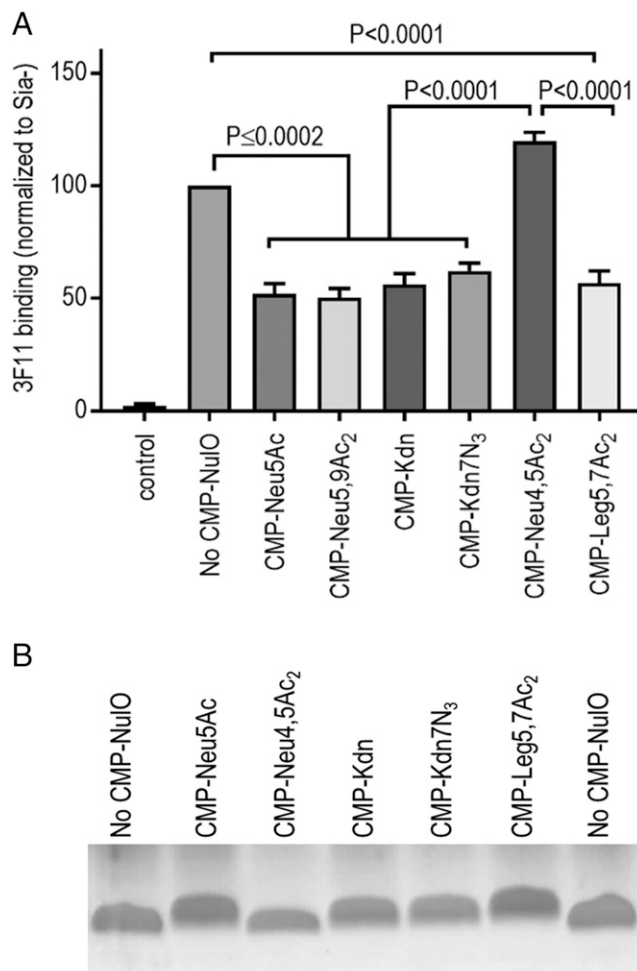 A
P<0.0001
P<0.0001
P<0.0001
P≤0.0002
3F11 binding (normalized to Sia-)
150
100
50
0
control
No CMP-NulO
CMP-Neu5Ac
CMP-Neu5,9Ac₂
CMP-Kdn
CMP-Kdn7N₃
CMP-Neu4,5Ac₂
CMP-Leg5,7Ac₂
B
No CMP-NulO
CMP-Neu5Ac
CMP-Neu4,5Ac₂
CMP-Kdn
CMP-Kdn7N₃
CMP-Leg5,7Ac₂
No CMP-NulO